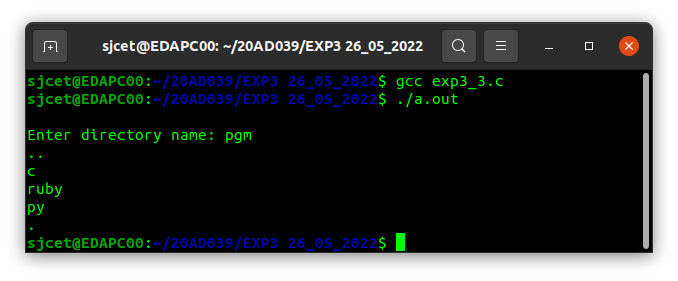 sjcet@EDAPC00: ~/20AD039/EXP3 26_05_2022
sjcet@EDAPC00:~/20AD039/EXP3 26_05_2022$ gcc exp3_3.c
sjcet@EDAPC00:~/20AD039/EXP3 26_05_2022$ ./a.out
Enter directory name: pgm
..
c
ruby
py
.
sjcet@EDAPC00:~/20AD039/EXP3 26_05_2022$